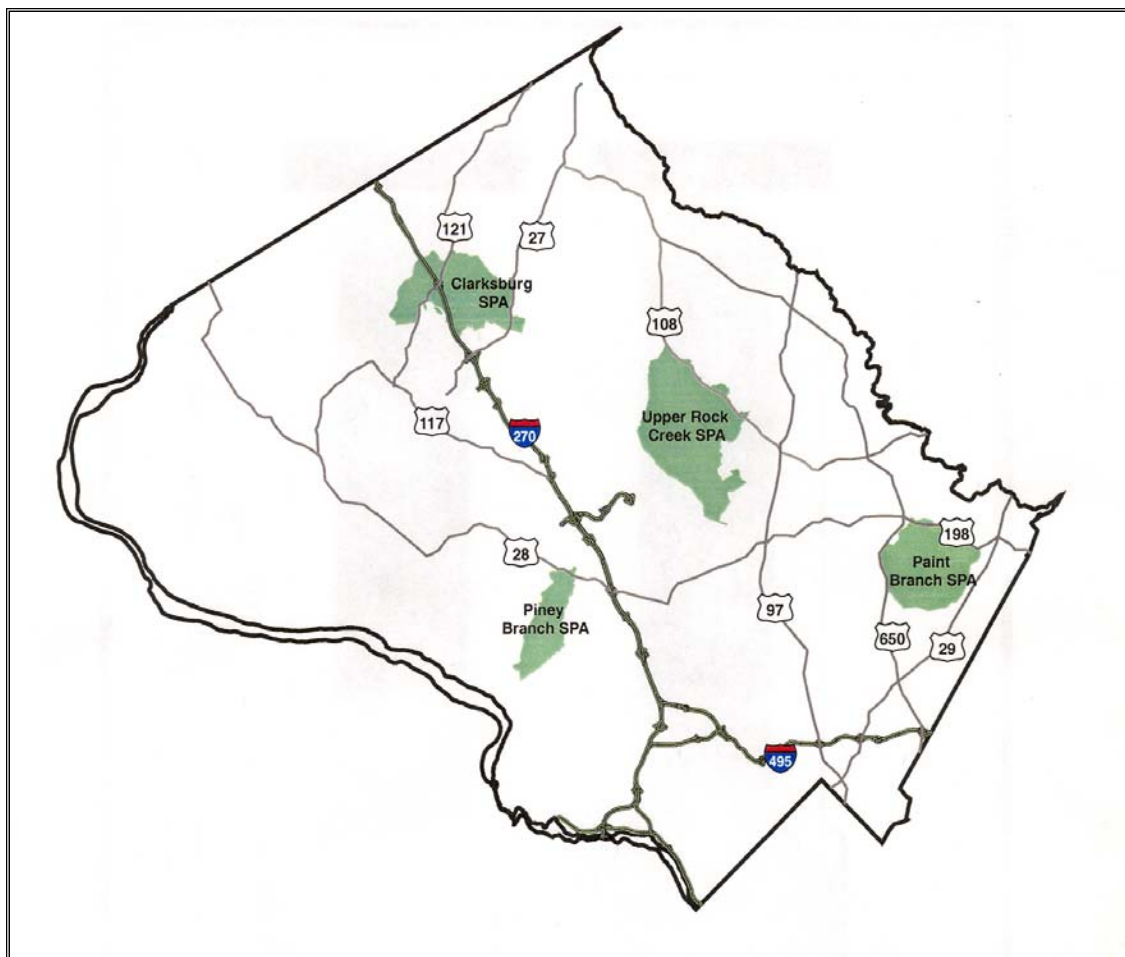 121
27
Clarksburg
SPA
108
Upper Rock
Creek SPA
117
270
198
28
Paint
Branch SPA
Piney
Branch SPA
97
650
29
495